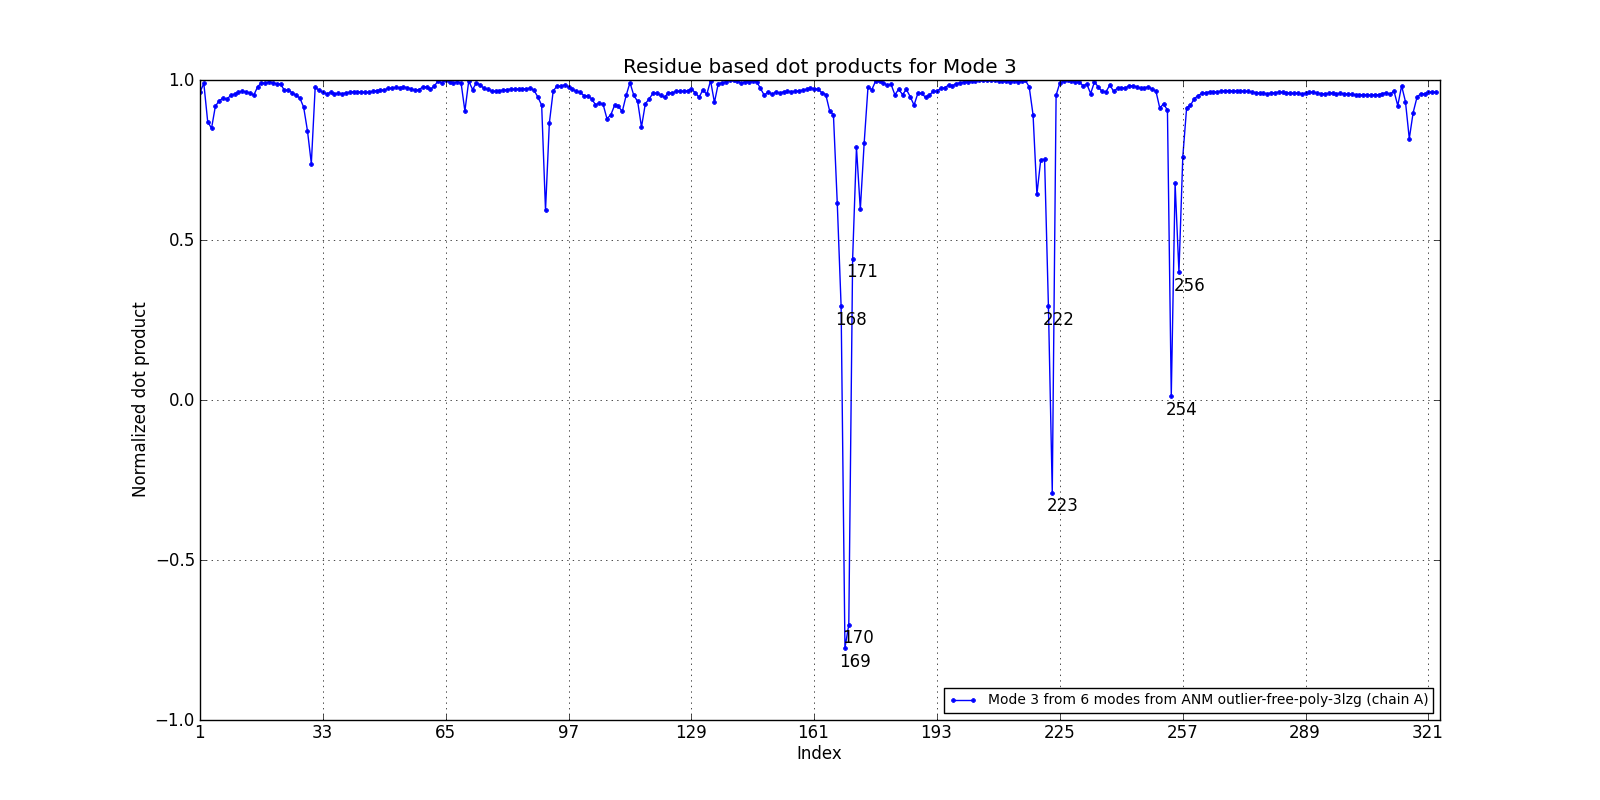 Residue based dot products for Mode 3
1.0
0.5
0.0
−0.5
−1.0
Normalized dot product
171
168
222
256
254
223
170
169
Mode 3 from 6 modes from ANM outlier-free-poly-3lzg (chain A)
1 33 65 97 129 161 193 225 257 289 321
Index